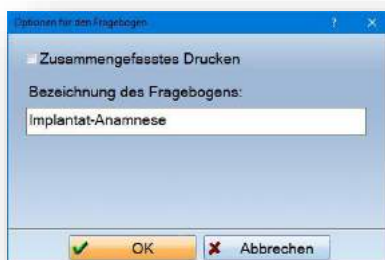 Optionen für den Fragebogen
Zusammengefasstes Drucken
Bezeichnung des Fragebogens:
Implantat-Anamnese
OK
Abbrechen